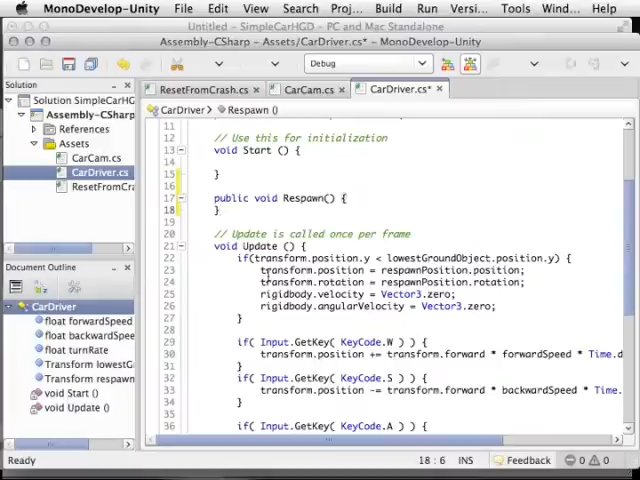 MonoDevelop-Unity File Edit View Project Build Run Versi... Tools Wind... Help
Untitled - SimpleCarHGD - PC and Mac Standalone
Assembly-CSharp - Assets/CarDriver.cs* - MonoDevelop-Unity
Debug
Solution
Solution SimpleCarHG
Assembly-CSharp
References
Assets
CarCam.cs
CarDriver.cs
ResetFromCra
Document Outline
CarDriver
float forwardSpeed
float backwardSpeed
float turnRate
Transform lowestG
Transform respawn
void Start ()
void Update ()
ResetFromCrash.cs CarCam.cs CarDriver.cs*
CarDriver Respawn ()
11
12 // Use this for initialization
13 void Start () {
14
15 }
16
17 public void Respawn() {
18 }
19
20 // Update is called once per frame
21 void Update () {
22 if(transform.position.y < lowestGroundObject.position.y) {
23 transform.position = respawnPosition.position;
24 transform.rotation = respawnPosition.rotation;
25 rigidbody.velocity = Vector3.zero;
26 rigidbody.angularVelocity = Vector3.zero;
27 }
28
29 if( Input.GetKey( KeyCode.W ) ) {
30 transform.position += transform.forward * forwardSpeed * Time.d
31 }
32 if( Input.GetKey( KeyCode.S ) ) {
33 transform.position -= transform.forward * backwardSpeed * Time.
34 }
35
36 if( Input.GetKey( KeyCode.A ) ) {
Ready 18 : 6 INS Feedback 0 0